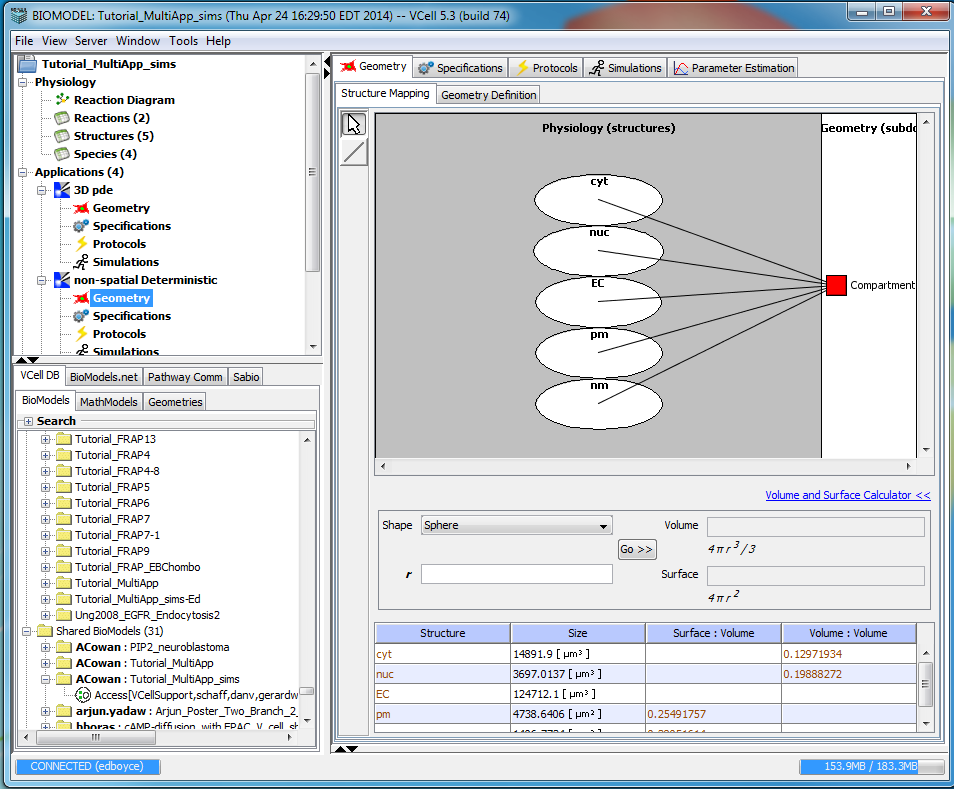 BIOMODEL: Tutorial_MultiApp_sims (Thu Apr 24 16:29:50 EDT 2014) -- VCell 5.3 (build 74)
File View Server Window Tools Help
Tutorial_MultiApp_sims
Physiology
Reaction Diagram
Reactions (2)
Structures (5)
Species (4)
Applications (4)
3D pde
Geometry
Specifications
Protocols
Simulations
non-spatial Deterministic
Geometry
Specifications
Protocols
Simulations
VCell DB BioModels.net Pathway Comm Sabio
BioModels MathModels Geometries
Search
Tutorial_FRAP13
Tutorial_FRAP4
Tutorial_FRAP4-8
Tutorial_FRAP5
Tutorial_FRAP6
Tutorial_FRAP7
Tutorial_FRAP7-1
Tutorial_FRAP9
Tutorial_FRAP_EBChombo
Tutorial_MultiApp
Tutorial_MultiApp_sims-Ed
Ung2008_EGFR_Endocytosis2
Shared BioModels (31)
ACowan : PIP2_neuroblastoma
ACowan : Tutorial_MultiApp
ACowan : Tutorial_MultiApp_sims
Access[VCellSupport,schaff,danv,gerardw
arjun.yadaw : Arjun_Poster_Two_Branch_2_
bboras : cAMP-diffusion_with EPAC_V_cell_sh
CONNECTED (edboyce)
Geometry Specifications Protocols Simulations Parameter Estimation
Structure Mapping Geometry Definition
Physiology (structures) Geometry (subdo
cyt
nuc
EC
pm
nm
Compartment
Volume and Surface Calculator <<
Shape Sphere Volume
4πr³/3
Go >>
r Surface
4πr²
Structure Size Surface : Volume Volume : Volume
cyt 14891.9 [ µm³ ] 0.12971934
nuc 3697.0137 [ µm³ ] 0.19888272
EC 124712.1 [ µm³ ]
pm 4738.6406 [ µm² ] 0.25491757
153.9MB / 183.3MB